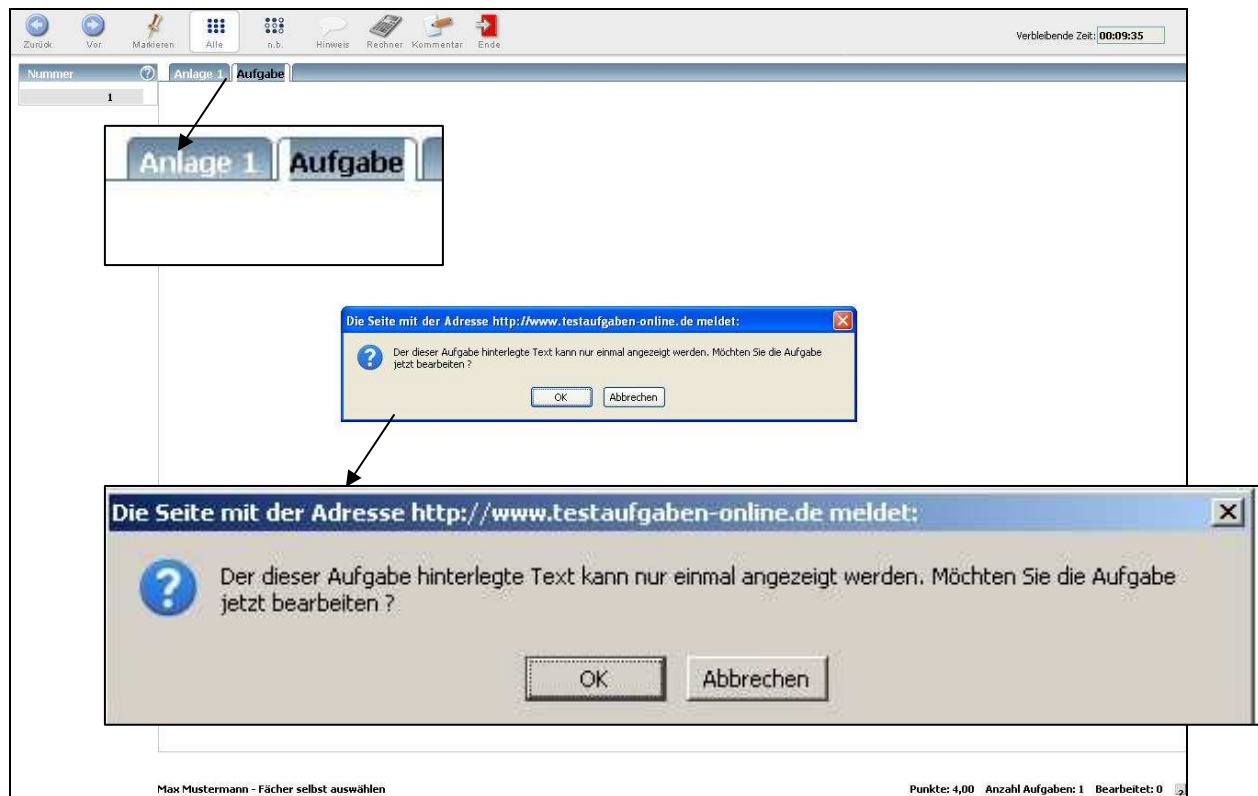 Zurück Vor Markieren Alle n.b. Hinweis Rechner Kommentar Ende
Verbleibende Zeit: 00:09:35
Nummer ? Anlage 1 Aufgabe
1
Anlage 1 Aufgabe
Die Seite mit der Adresse http://www.testaufgaben-online.de meldet:
Der dieser Aufgabe hinterlegte Text kann nur einmal angezeigt werden. Möchten Sie die Aufgabe
jetzt bearbeiten ?
OK Abbrechen
Die Seite mit der Adresse http://www.testaufgaben-online.de meldet:
Der dieser Aufgabe hinterlegte Text kann nur einmal angezeigt werden. Möchten Sie die Aufgabe
jetzt bearbeiten ?
OK Abbrechen
Max Mustermann - Fächer selbst auswählen
Punkte: 4,00 Anzahl Aufgaben: 1 Bearbeitet: 0 ?